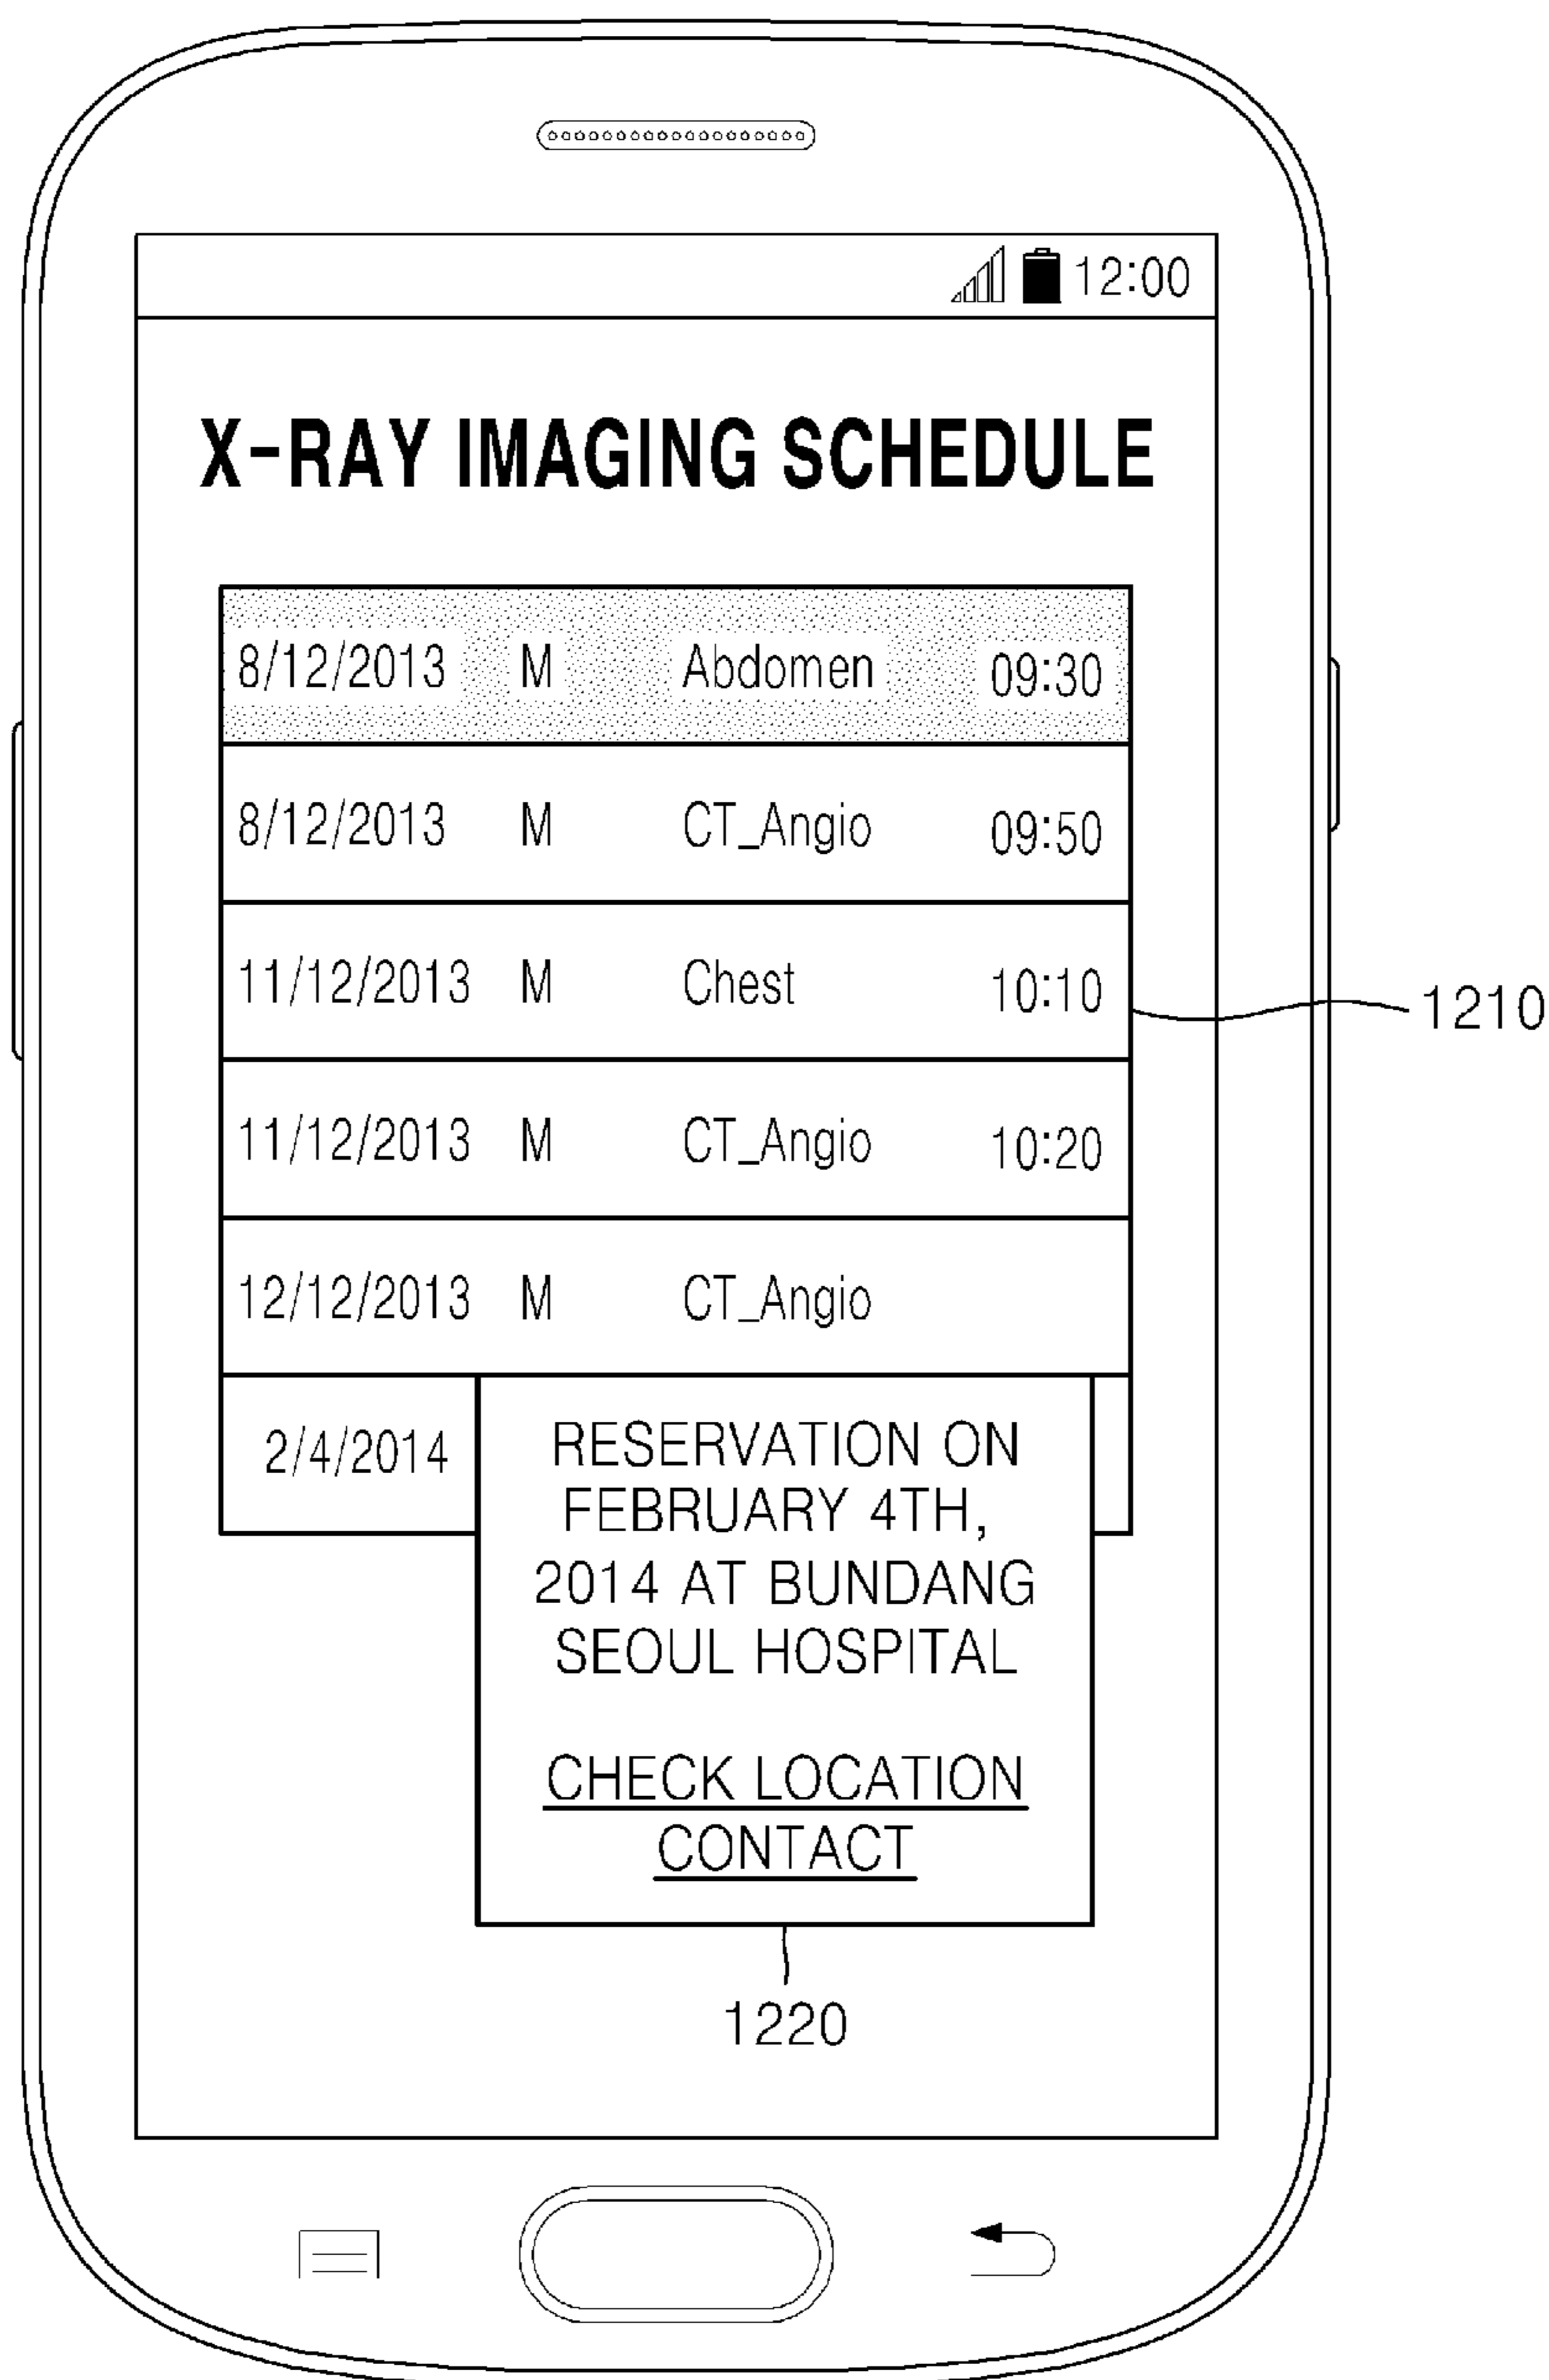 12:00
X-RAY IMAGING SCHEDULE
8/12/2013 M Abdomen 09:30
8/12/2013 M CT_Angio 09:50
11/12/2013 M Chest 10:10
1210
11/12/2013 M CT_Angio 10:20
12/12/2013 M CT_Angio
2/4/2014
RESERVATION ON
FEBRUARY 4TH,
2014 AT BUNDANG
SEOUL HOSPITAL
CHECK LOCATION
CONTACT
1220